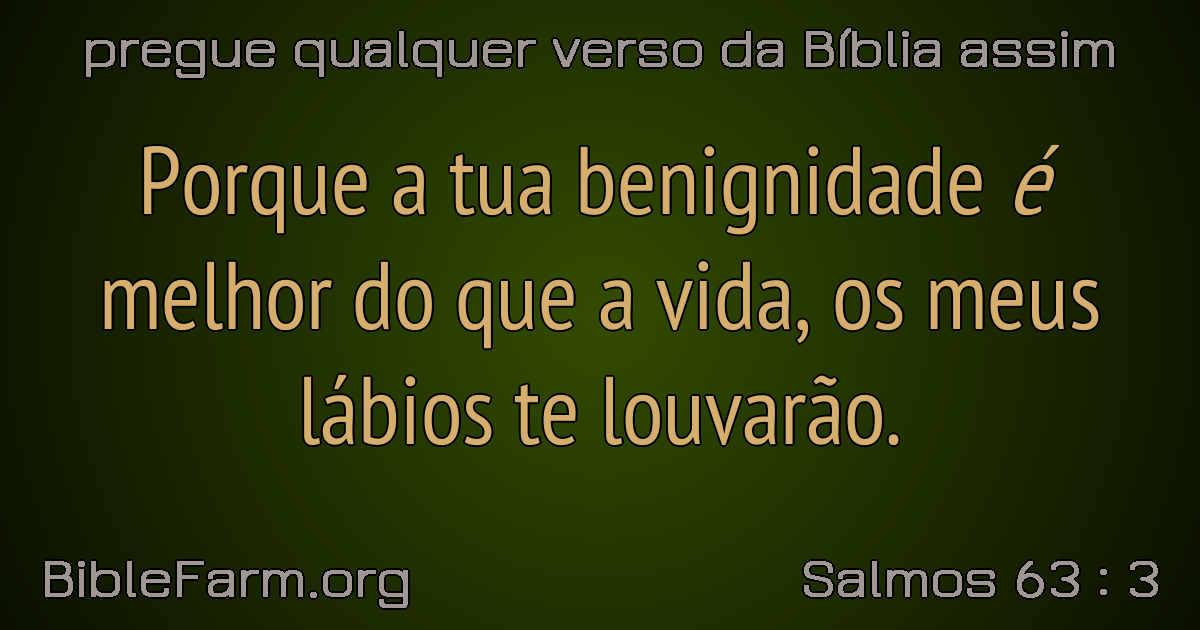 pregue qualquer verso da Bíblia assim
Porque a tua benignidade é
melhor do que a vida, os meus
lábios te louvarão.
BibleFarm.org
Salmos 63 : 3